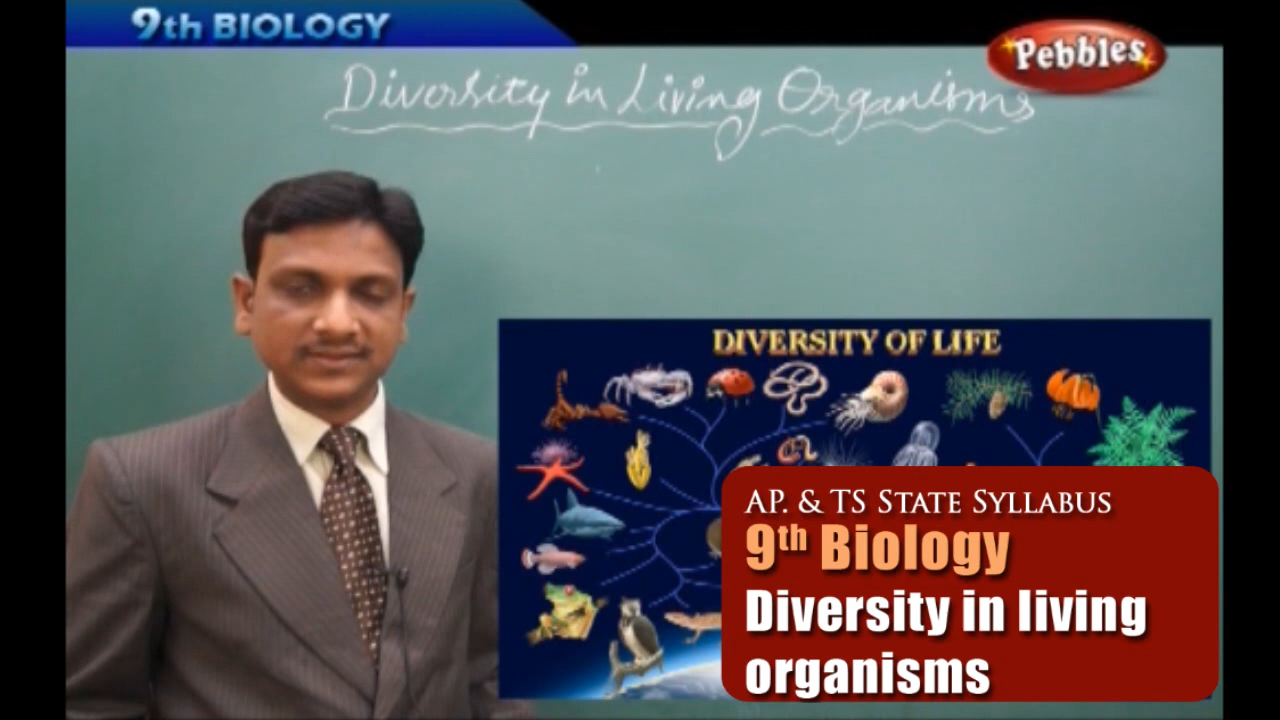 9th BIOLOGY
Pebbles
Diversity in Living Organisms
DIVERSITY OF LIFE
AP. & TS STATE SYLLABUS
9th Biology
Diversity in living
organisms